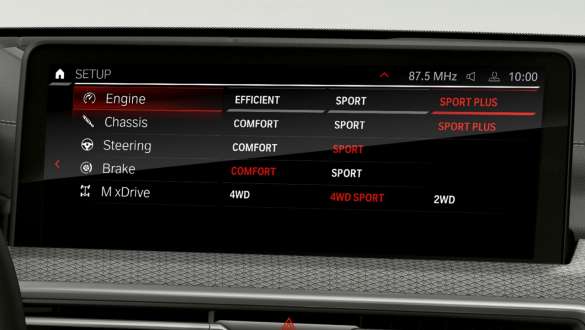 SETUP 87.5 MHz 10:00
Engine EFFICIENT SPORT SPORT PLUS
Chassis COMFORT SPORT SPORT PLUS
Steering COMFORT SPORT
Brake COMFORT SPORT
M xDrive 4WD 4WD SPORT 2WD